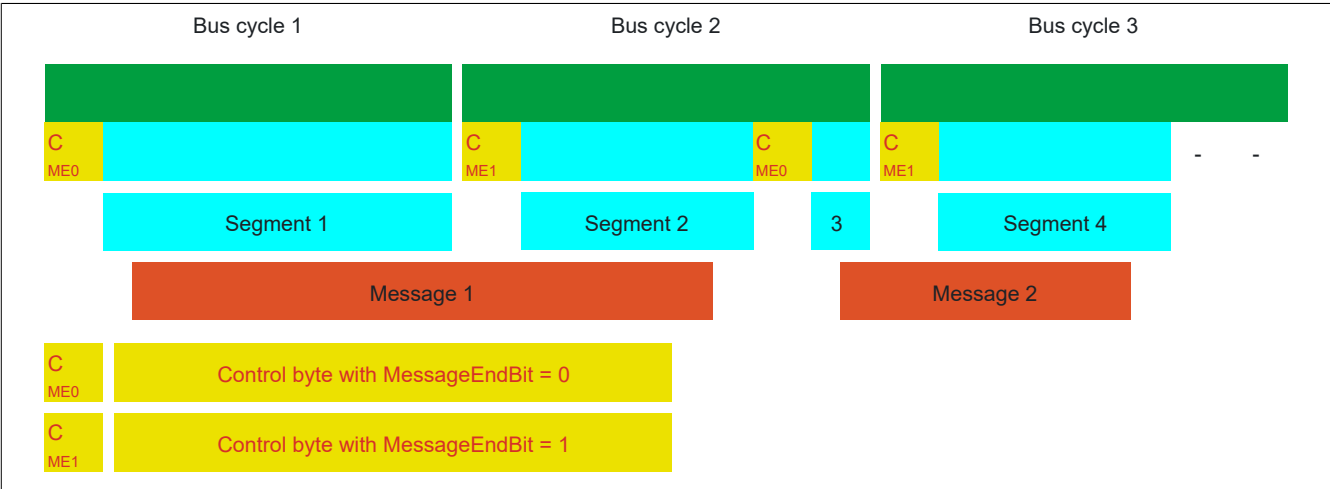 Bus cycle 1 Bus cycle 2 Bus cycle 3
C C C C
ME0 ME1 ME0 ME1 - -
Segment 1 Segment 2 3 Segment 4
Message 1 Message 2
C
ME0 Control byte with MessageEndBit = 0
C
ME1 Control byte with MessageEndBit = 1